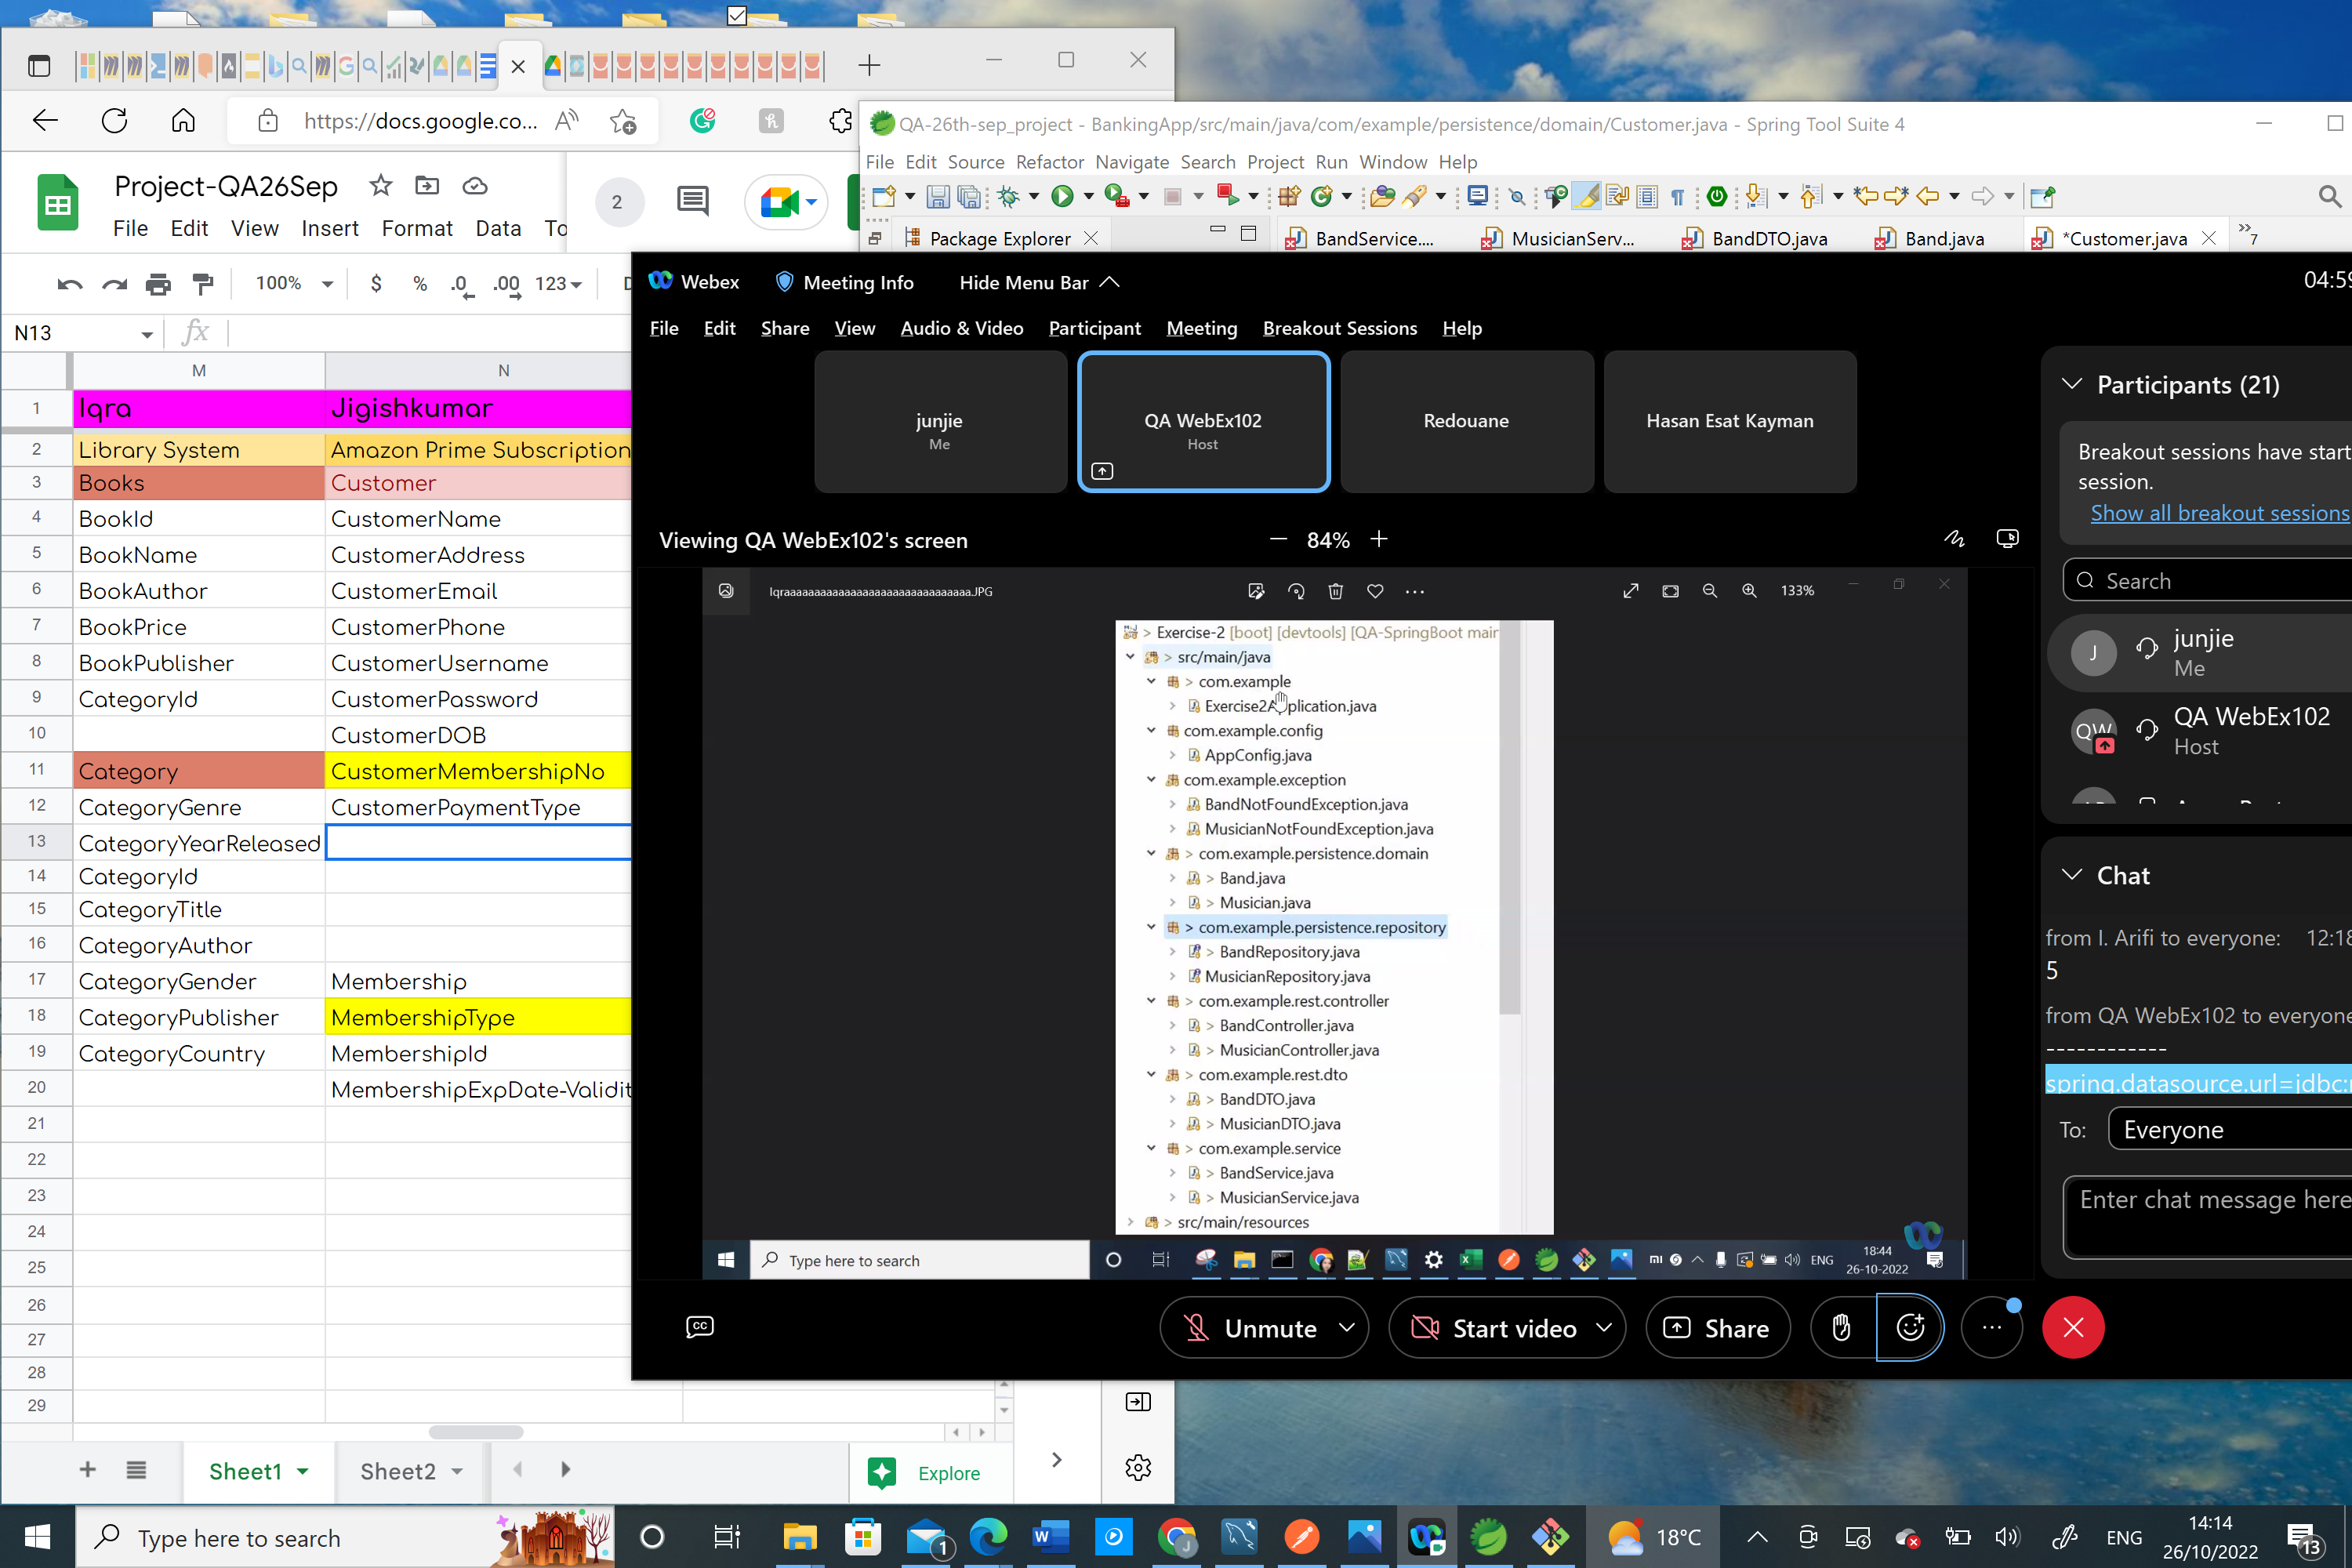 https://docs.google.co...
Project-QA26Sep
File Edit View Insert Format Data To
2
100% $ % .0 .00 123
N13 fx
M N
1 Iqra Jigishkumar
2 Library System Amazon Prime Subscription
3 Books Customer
4 BookId CustomerName
5 BookName CustomerAddress
6 BookAuthor CustomerEmail
7 BookPrice CustomerPhone
8 BookPublisher CustomerUsername
9 CategoryId CustomerPassword
10 CustomerDOB
11 Category CustomerMembershipNo
12 CategoryGenre CustomerPaymentType
13 CategoryYearReleased
14 CategoryId
15 CategoryTitle
16 CategoryAuthor
17 CategoryGender Membership
18 CategoryPublisher MembershipType
19 CategoryCountry MembershipId
20 MembershipExpDate-Validit
21
22
23
24
25
26
27
28
29
Sheet1 Sheet2
Explore
QA-26th-sep_project - BankingApp/src/main/java/com/example/persistence/domain/Customer.java - Spring Tool Suite 4
File Edit Source Refactor Navigate Search Project Run Window Help
Package Explorer BandService.... MusicianServ... BandDTO.java Band.java *Customer.java »7
Webex Meeting Info Hide Menu Bar 04:59
File Edit Share View Audio & Video Participant Meeting Breakout Sessions Help
junjie
Me
QA WebEx102
Host
Redouane
Hasan Esat Kayman
Viewing QA WebEx102's screen 84%
Iqraaaaaaaaaaaaaaaaaaaaaaaaaaaaaaa.JPG 133%
> Exercise-2 [boot] [devtools] [QA-SpringBoot main
> src/main/java
> com.example
Exercise2Application.java
com.example.config
AppConfig.java
com.example.exception
BandNotFoundException.java
MusicianNotFoundException.java
> com.example.persistence.domain
> Band.java
> Musician.java
> com.example.persistence.repository
> BandRepository.java
MusicianRepository.java
> com.example.rest.controller
> BandController.java
> MusicianController.java
> com.example.rest.dto
> BandDTO.java
> MusicianDTO.java
> com.example.service
> BandService.java
> MusicianService.java
> src/main/resources
Type here to search
ENG
18:44
26-10-2022
Participants (21)
Breakout sessions have start
session.
Show all breakout sessions
Search
J junjie
Me
QW QA WebEx102
Host
Chat
from I. Arifi to everyone: 12:18
5
from QA WebEx102 to everyone
------------
spring.datasource.url=jdbc:
To: Everyone
Enter chat message here
CC Unmute Start video Share
Type here to search
1
18°C
ENG
14:14
26/10/2022
13